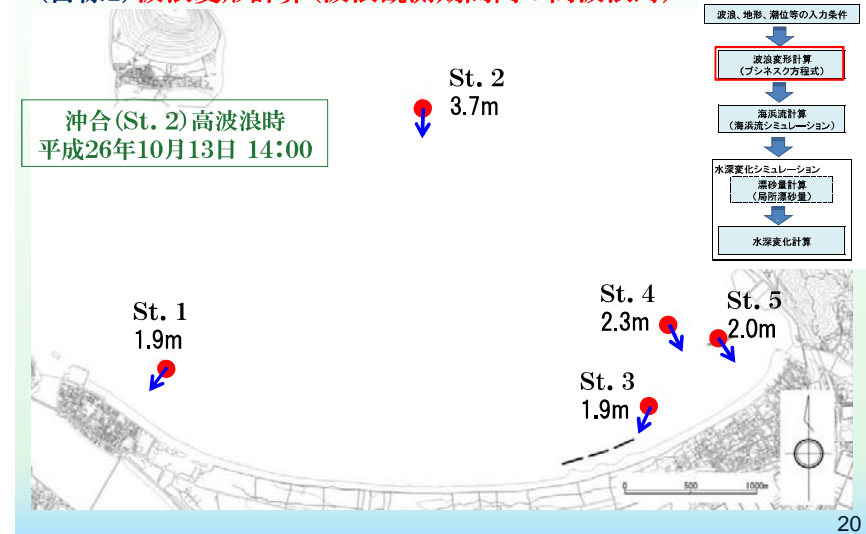 波浪、地形、潮位等の入力条件
波浪変形計算
(ブシネスク方程式)
海浜流計算
(海浜流シミュレーション)
水深変化シミュレーション
漂砂量計算
(局所漂砂量)
水深変化計算
沖合(St. 2)高波浪時
平成26年10月13日 14:00
St. 2
3.7m
St. 1
1.9m
St. 4
2.3m
St. 5
2.0m
St. 3
1.9m
0 500 1000m
20